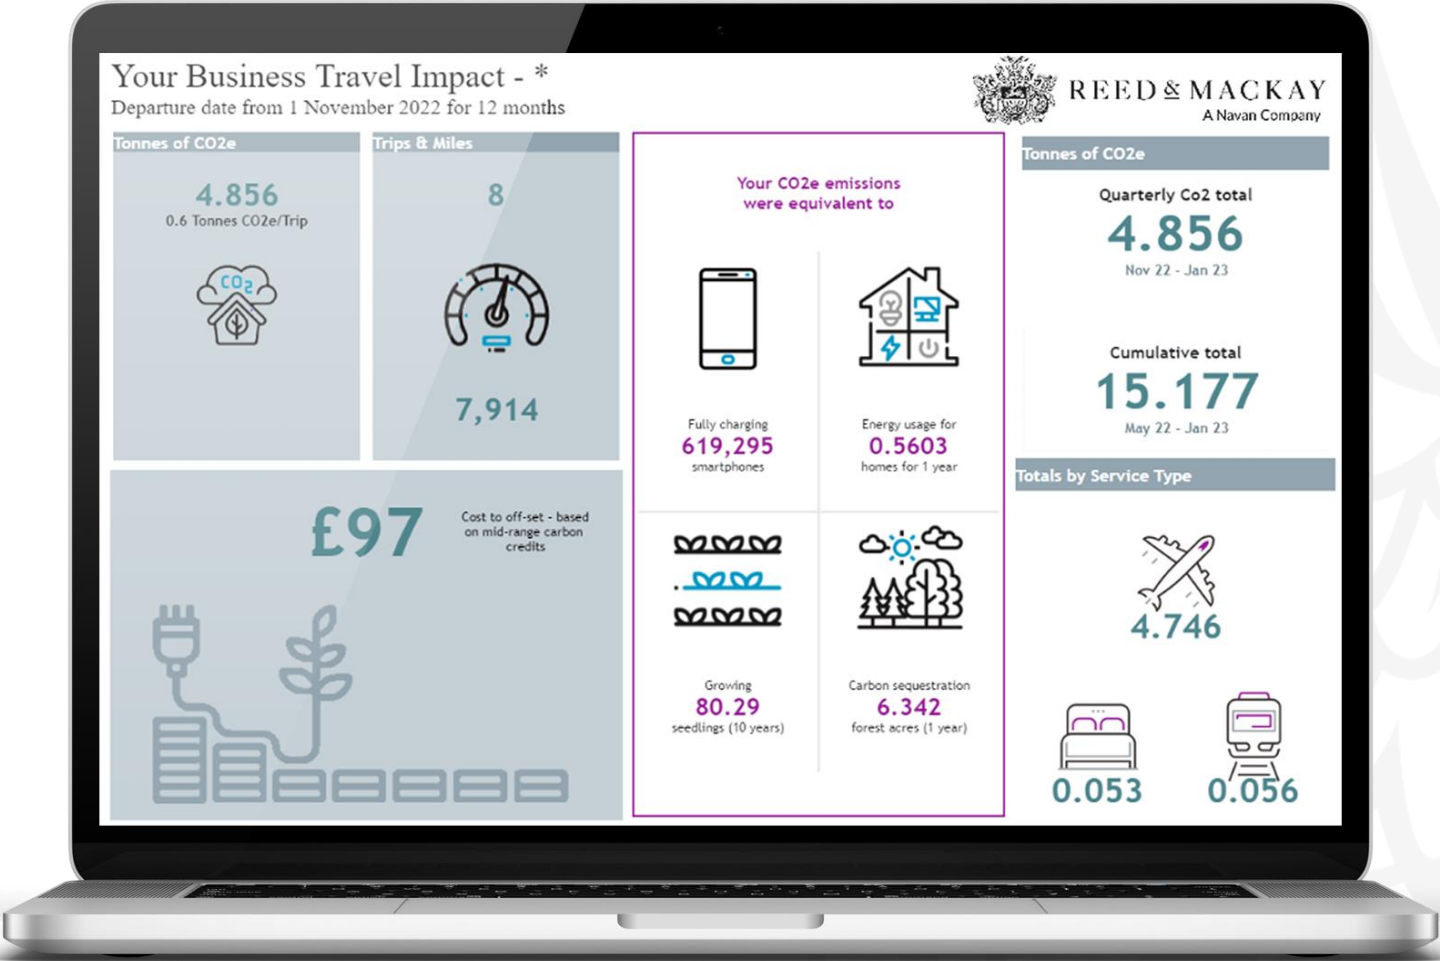 Your Business Travel Impact - *
Departure date from 1 November 2022 for 12 months
REED & MACKAY
A Navan Company
Tonnes of CO2e
4.856
0.6 Tonnes CO2e/Trip
CO2
Trips & Miles
8
7,914
£97
Cost to off-set - based
on mid-range carbon
credits
Your CO2e emissions
were equivalent to
Fully charging
619,295
smartphones
Energy usage for
0.5603
homes for 1 year
Growing
80.29
seedlings (10 years)
Carbon sequestration
6.342
forest acres (1 year)
Tonnes of CO2e
Quarterly Co2 total
4.856
Nov 22 - Jan 23
Cumulative total
15.177
May 22 - Jan 23
Totals by Service Type
4.746
0.053
0.056